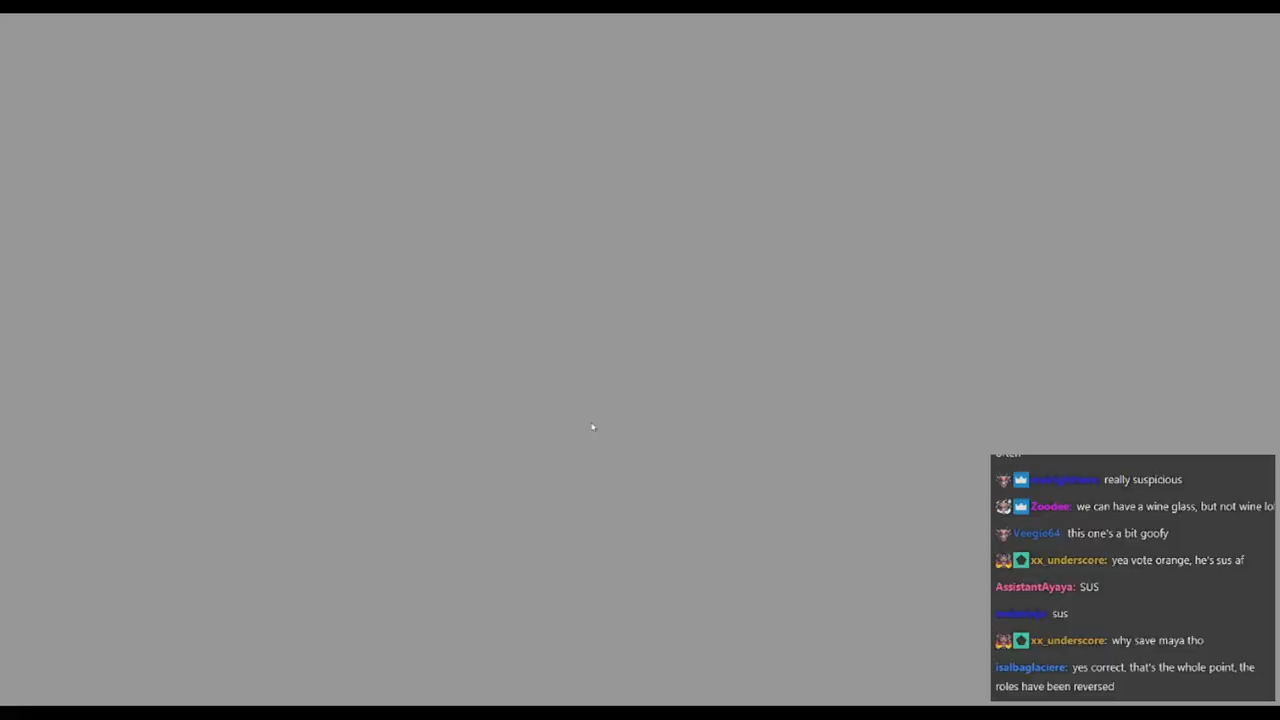 really suspicious
Zoodee: we can have a wine glass, but not wine lo
Veegie64 this one's a bit goofy
xx_underscore: yea vote orange, he's sus af
AssistantAyaya: SUS
sus
xx_underscore: why save maya tho
isalbaglaciere: yes correct, that's the whole point, the
roles have been reversed